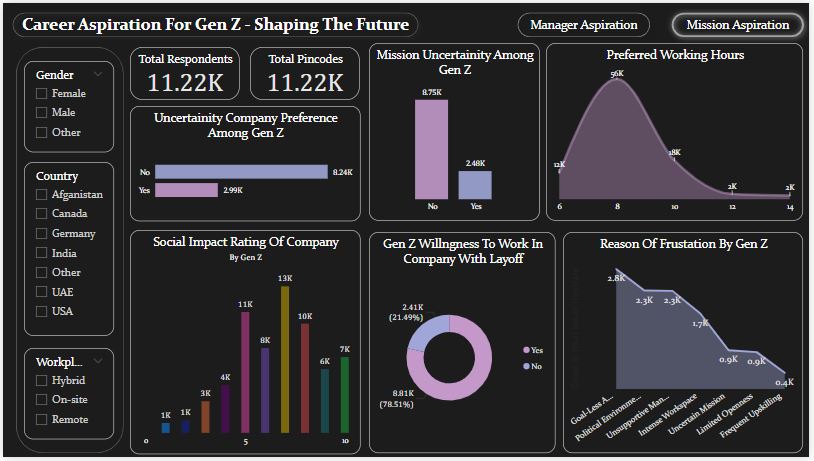 Career Aspiration For Gen Z - Shaping The Future
Manager Aspiration
Mission Aspiration
Gender
Female
Male
Other
Country
Afganistan
Canada
Germany
India
Other
UAE
USA
Workpl...
Hybrid
On-site
Remote
Total Respondents
11.22K
Total Pincodes
11.22K
Uncertainity Company Preference
Among Gen Z
No
8.24K
Yes
2.99K
Mission Uncertainity Among
Gen Z
8.75K
2.48K
No
Yes
Preferred Working Hours
12K
56K
18K
2K
2K
6
8
10
12
14
Social Impact Rating Of Company
By Gen Z
1K
1K
3K
4K
11K
8K
13K
10K
6K
7K
0
5
10
Gen Z Willngness To Work In
Company With Layoff
2.41K
(21.49%)
8.81K
(78.51%)
Yes
No
Reason Of Frustation By Gen Z
2.8K
2.3K
2.3K
1.7K
0.9K
0.9K
0.4K
Goal-Less A...
Political Environme...
Unsupportive Man...
Intense Workspace
Uncertain Mission
Limited Openness
Frequent Upskilling